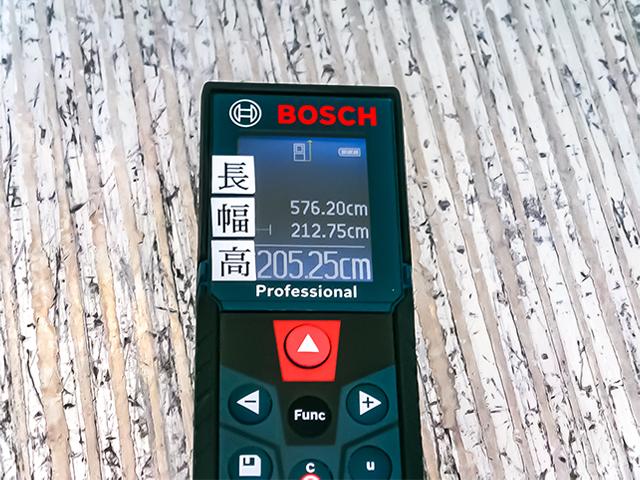 BOSCH
長 576.20cm
幅 212.75cm
高 205.25cm
Professional
Func
C
u